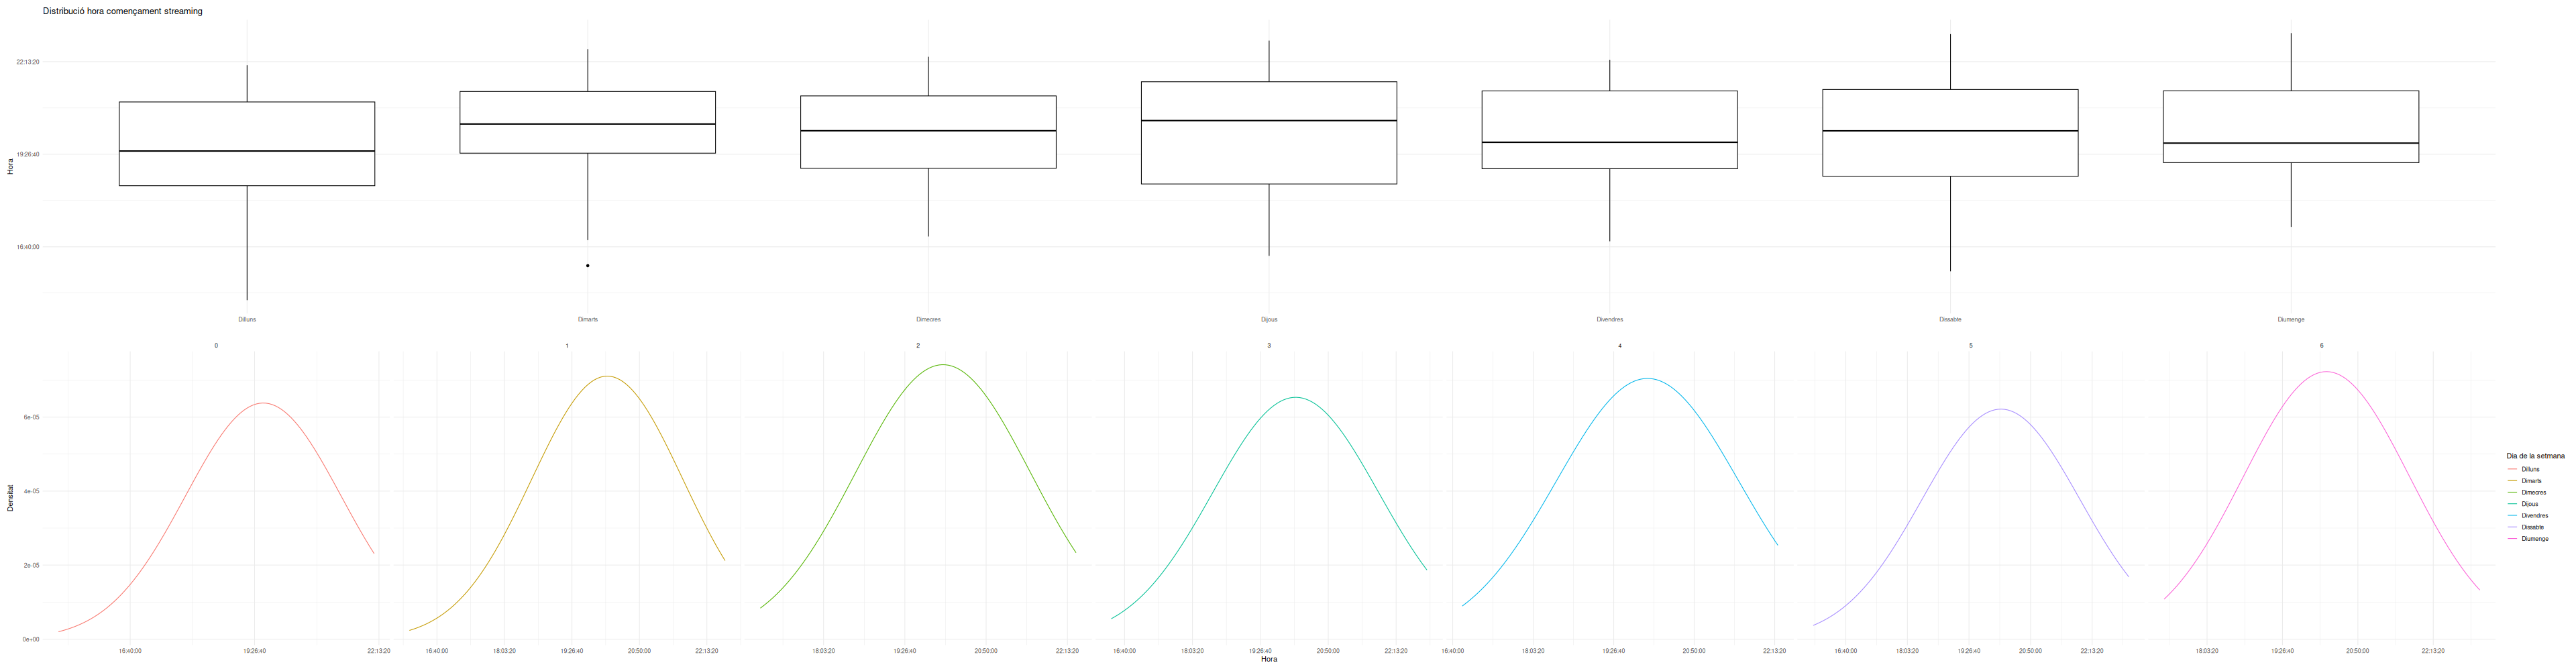 Distribució hora començament streaming
Hora
22:13:20
19:26:40
16:40:00
Dilluns Dimarts Dimecres Dijous Divendres Dissabte Diumenge
0 1 2 3 4 5 6
Densitat
6e-05
4e-05
2e-05
0e+00
16:40:00 19:26:40 22:13:20 16:40:00 18:03:20 19:26:40 20:50:00 22:13:20 18:03:20 19:26:40 20:50:00 22:13:20 16:40:00 18:03:20 19:26:40 20:50:00 22:13:20 16:40:00 18:03:20 19:26:40 20:50:00 22:13:20 16:40:00 18:03:20 19:26:40 20:50:00 22:13:20 18:03:20 19:26:40 20:50:00 22:13:20
Hora
Dia de la setmana
Dilluns
Dimarts
Dimecres
Dijous
Divendres
Dissabte
Diumenge